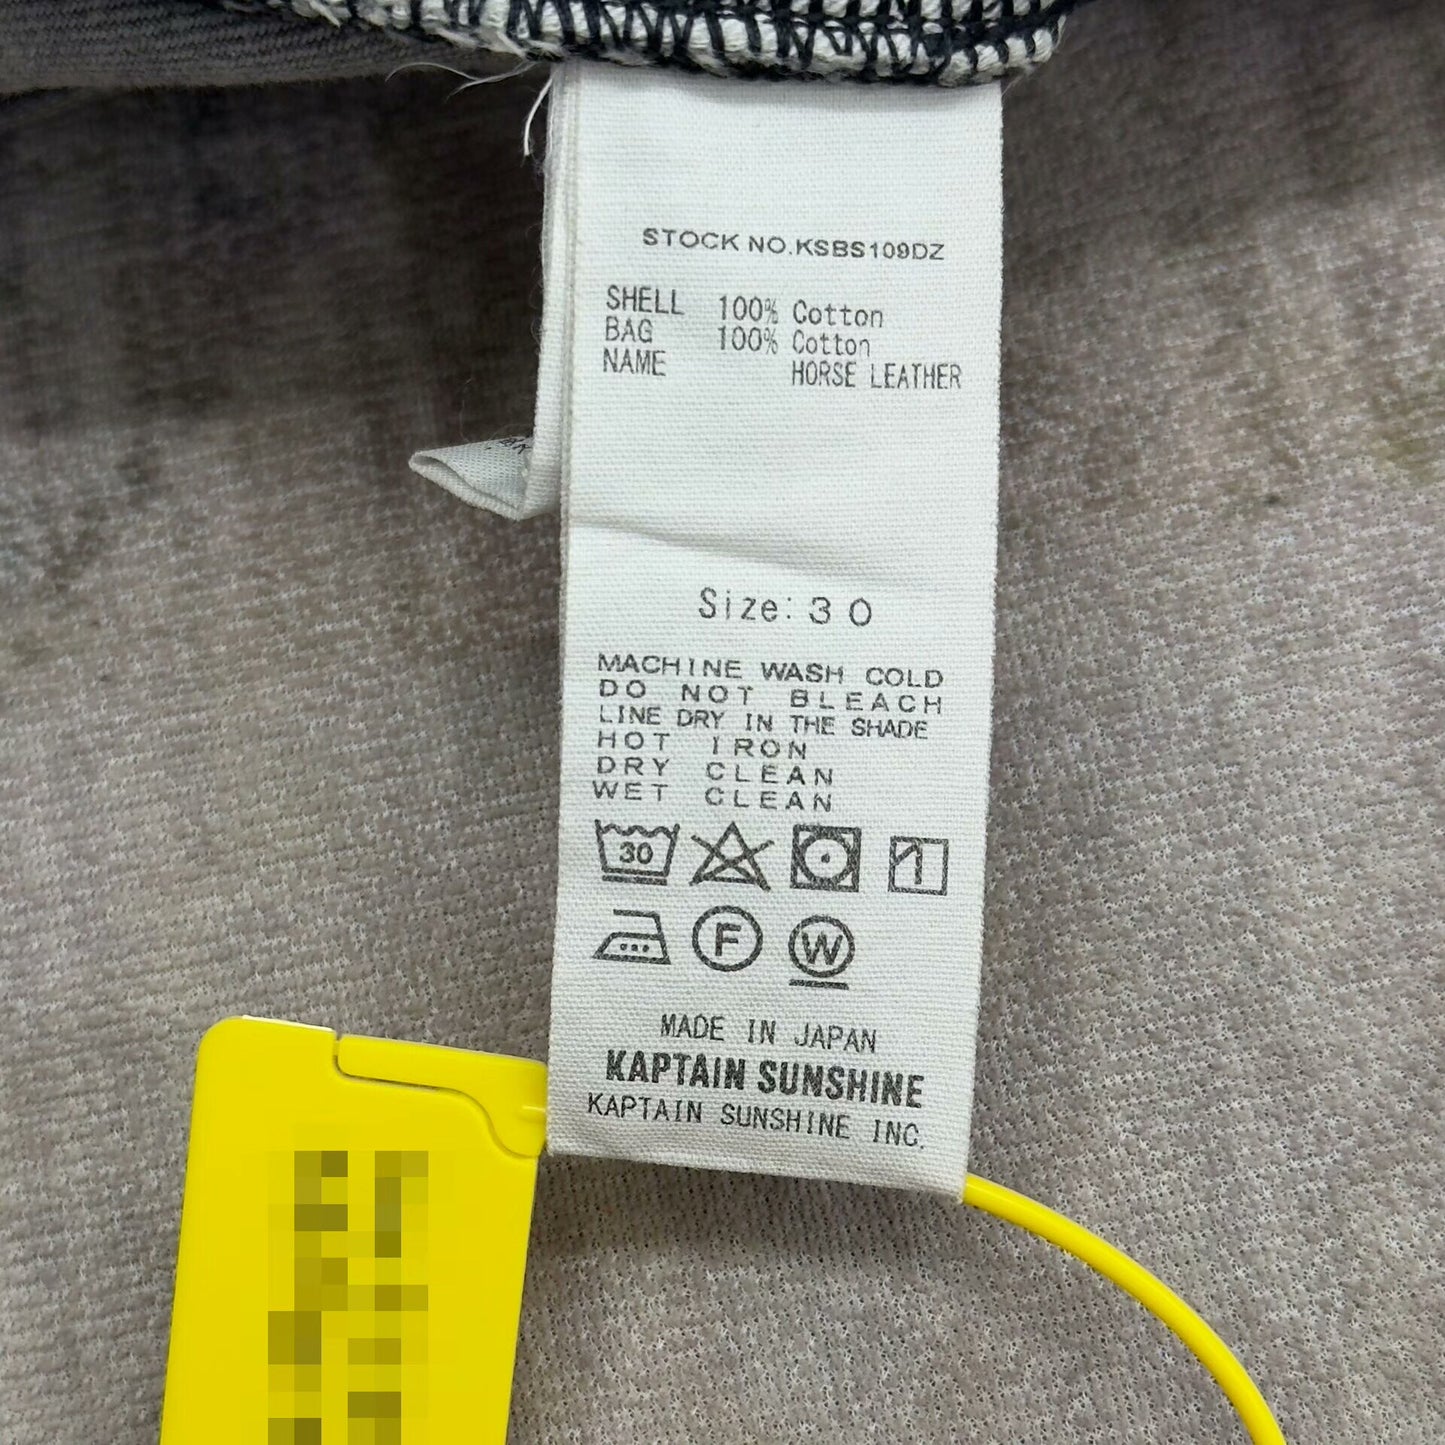 STOCK NO.KSBS109DZ
SHELL 100% Cotton
BAG 100% Cotton
NAME HORSE LEATHER
Size: 30
MACHINE WASH COLD
DO NOT BLEACH
LINE DRY IN THE SHADE
HOT IRON
DRY CLEAN
WET CLEAN
30
F W
MADE IN JAPAN
KAPTAIN SUNSHINE
KAPTAIN SUNSHINE INC.